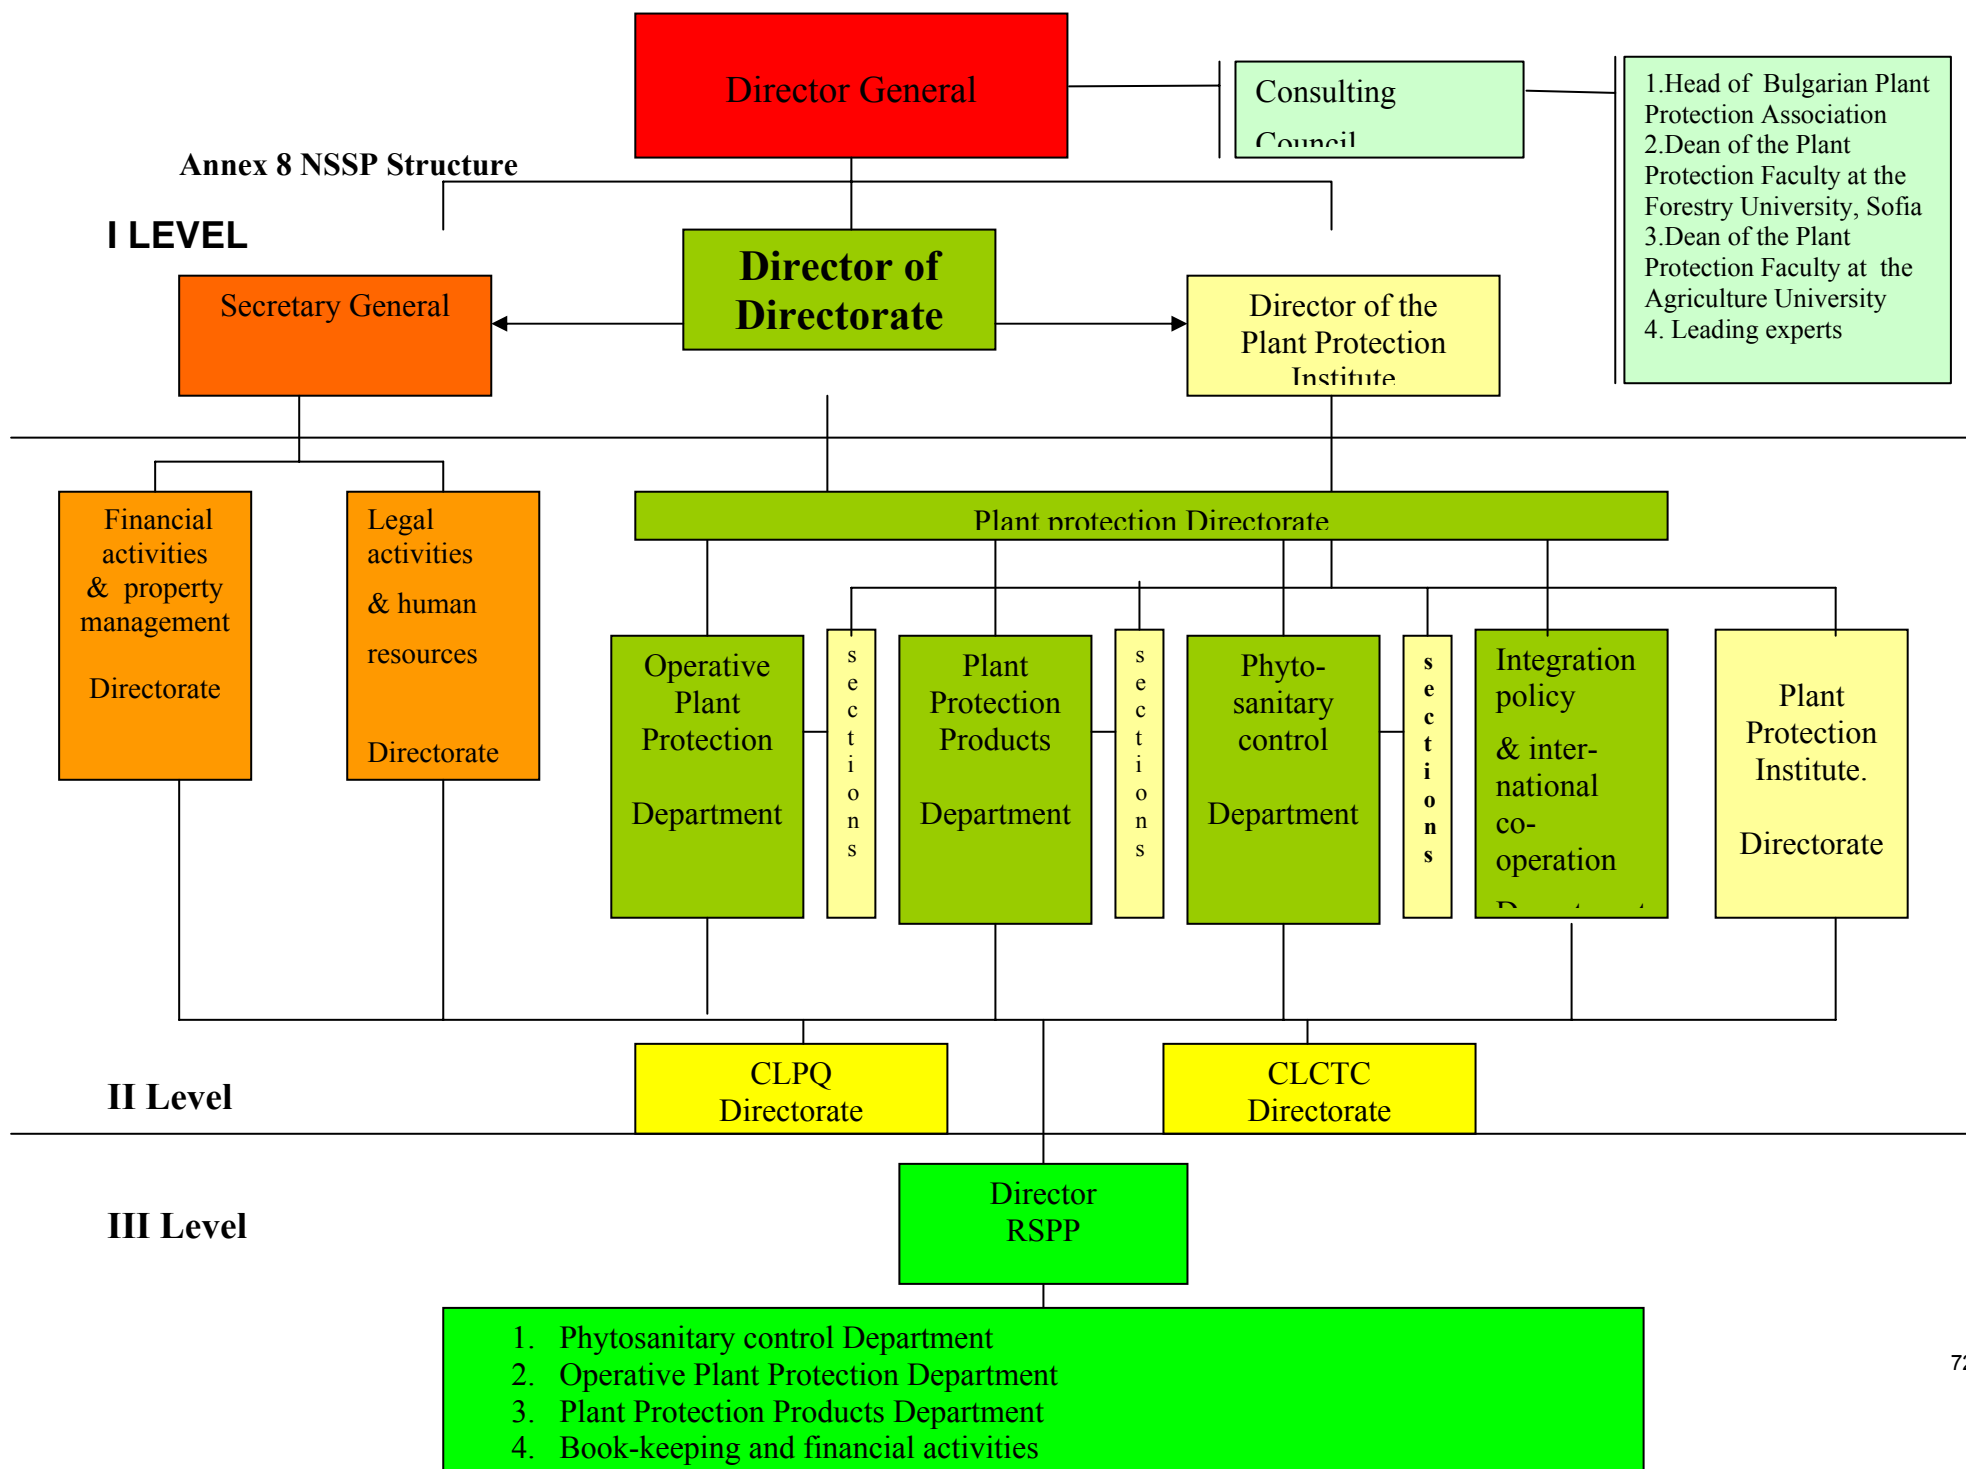 Director General
Consulting
Council
1.Head of Bulgarian Plant
Protection Association
2.Dean of the Plant
Protection Faculty at the
Forestry University, Sofia
3.Dean of the Plant
Protection Faculty at the
Agriculture University
4. Leading experts
Annex 8 NSSP Structure
I LEVEL
Secretary General
Director of
Directorate
Director of the
Plant Protection
Institute
Financial
activities
& property
management
Directorate
Legal
activities
& human
resources
Directorate
Plant protection Directorate
Operative
Plant
Protection
Department
sections
Plant
Protection
Products
Department
sections
Phyto-
sanitary
control
Department
sections
Integration
policy
& inter-
national
co-
operation
Plant
Protection
Institute.
Directorate
II Level
CLPQ
Directorate
CLCTC
Directorate
III Level
Director
RSPP
1. Phytosanitary control Department
2. Operative Plant Protection Department
3. Plant Protection Products Department
4. Book-keeping and financial activities
72